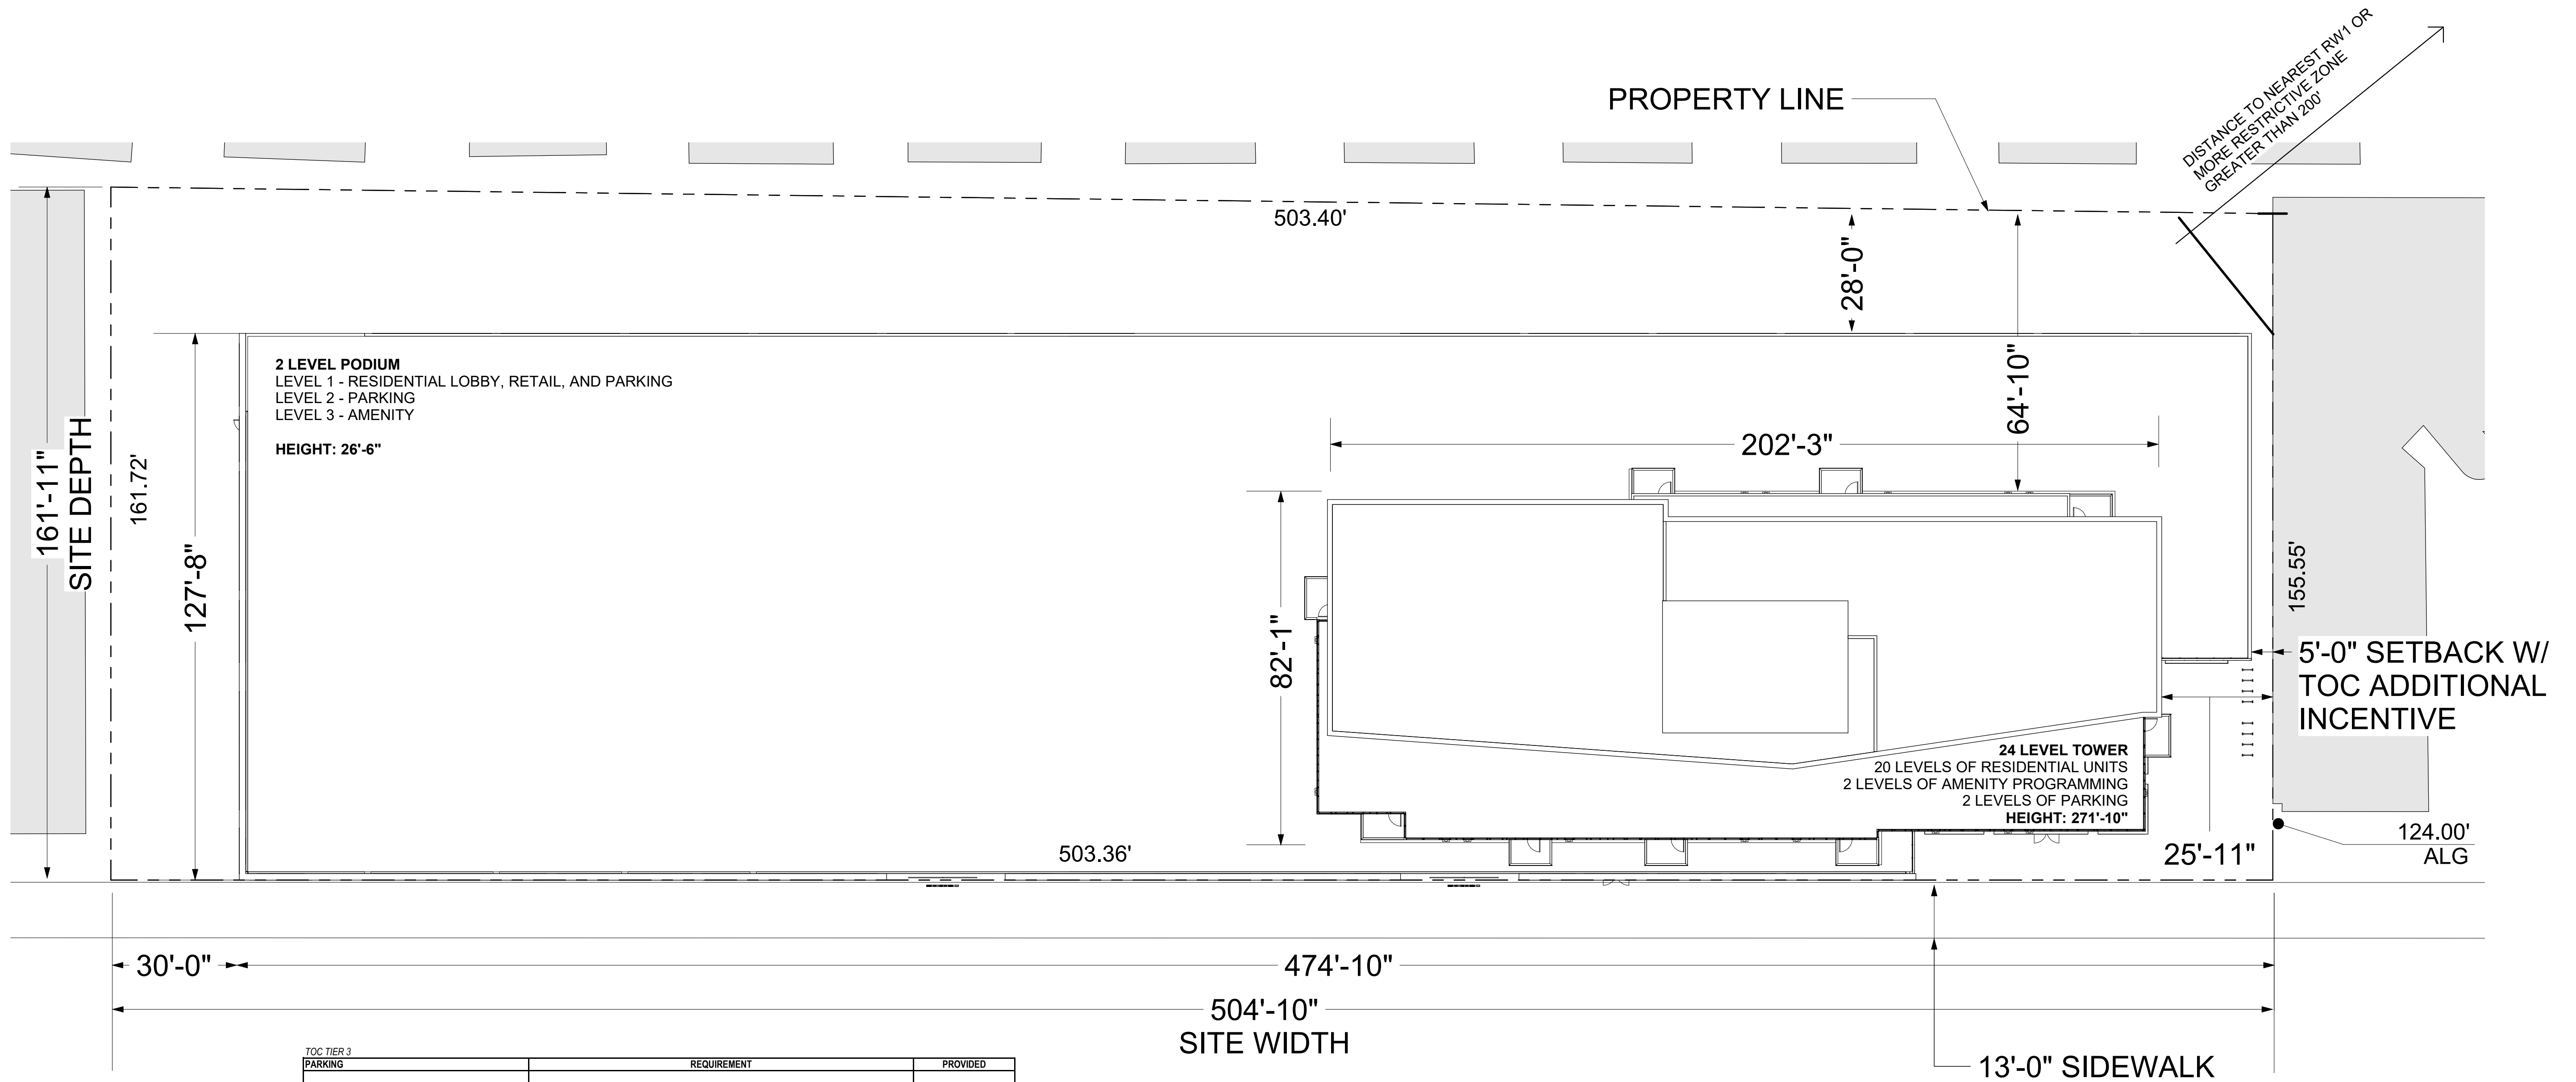 DISTANCE TO NEAREST RW1 OR
MORE RESTRICTIVE ZONE
GREATER THAN 200'
PROPERTY LINE
503.40'
28'-0"
64'-10"
2 LEVEL PODIUM
LEVEL 1 - RESIDENTIAL LOBBY, RETAIL, AND PARKING
LEVEL 2 - PARKING
LEVEL 3 - AMENITY
HEIGHT: 26'-6"
161'-11"
SITE DEPTH
161.72'
127'-8"
202'-3"
82'-1"
155.55'
5'-0" SETBACK W/
TOC ADDITIONAL
INCENTIVE
24 LEVEL TOWER
20 LEVELS OF RESIDENTIAL UNITS
2 LEVELS OF AMENITY PROGRAMMING
2 LEVELS OF PARKING
HEIGHT: 271'-10"
25'-11"
124.00'
ALG
503.36'
30'-0"
474'-10"
504'-10"
SITE WIDTH
13'-0" SIDEWALK
TOC TIER 3
PARKING REQUIREMENT PROVIDED